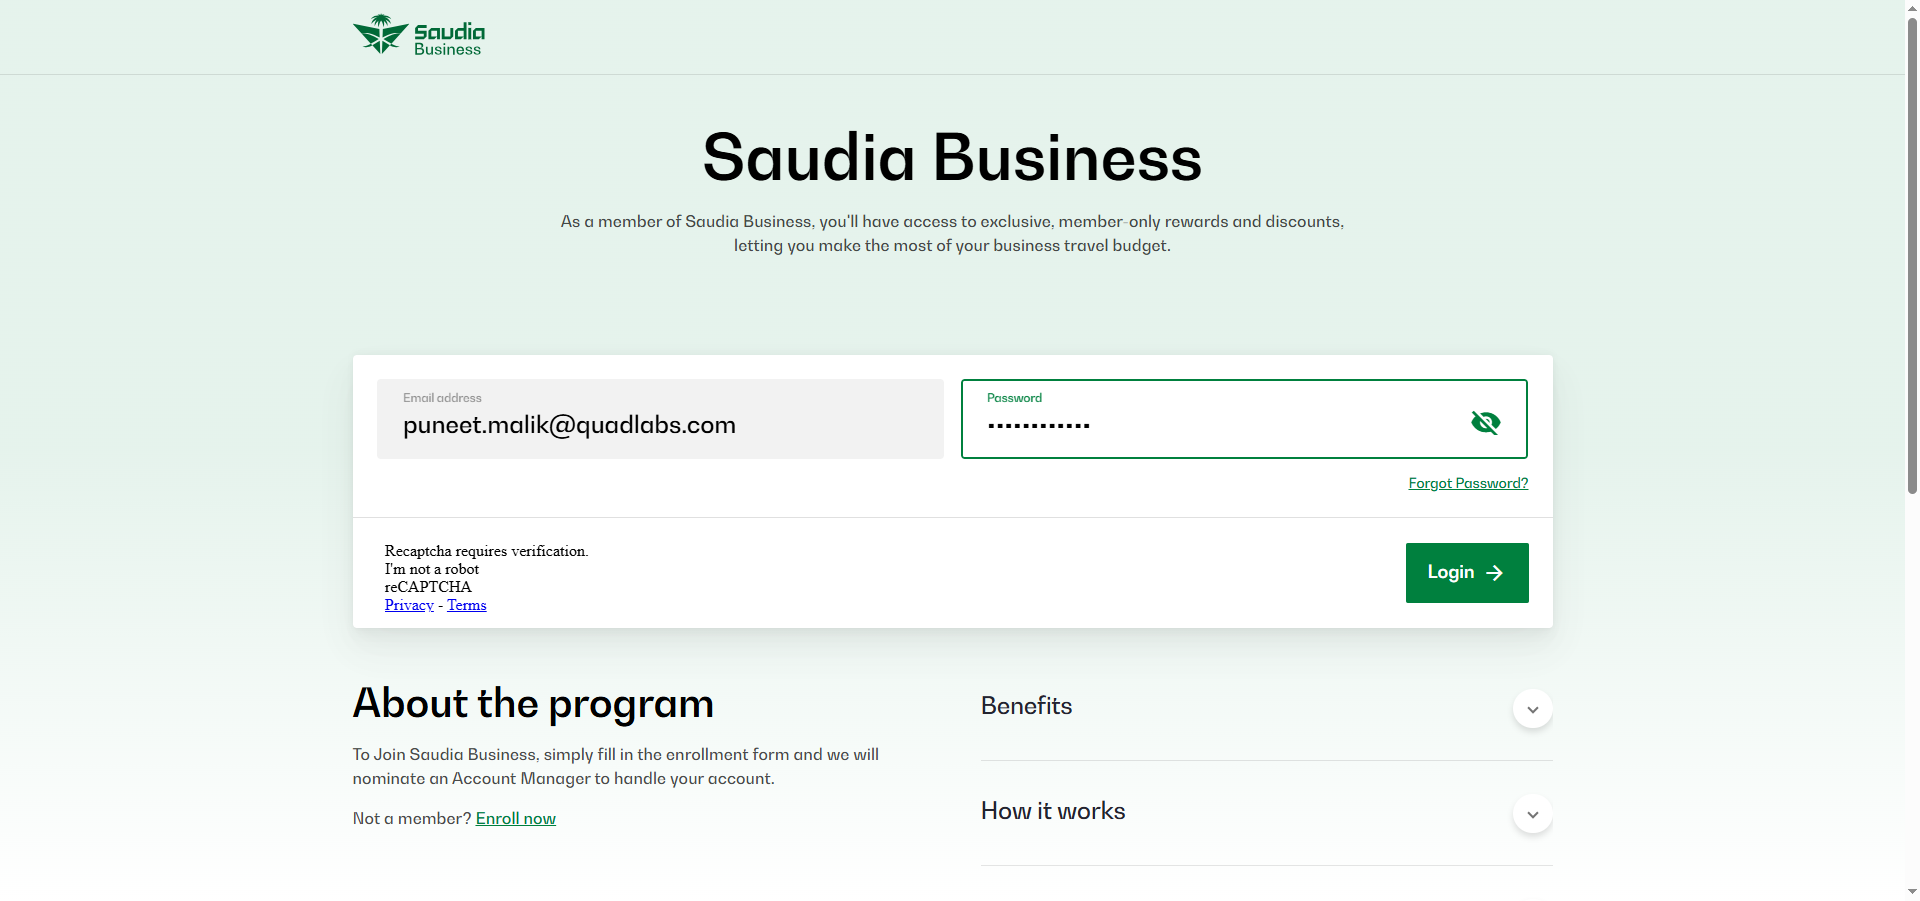 Saudia
Business
Saudia Business
As a member of Saudia Business, you'll have access to exclusive, member-only rewards and discounts,
letting you make the most of your business travel budget.
Email address
puneet.malik@quadlabs.com
Password
••••••••••••
Forgot Password?
Recaptcha requires verification.
I'm not a robot
reCAPTCHA
Privacy - Terms
Login
About the program
To Join Saudia Business, simply fill in the enrollment form and we will
nominate an Account Manager to handle your account.
Not a member? Enroll now
Benefits
How it works